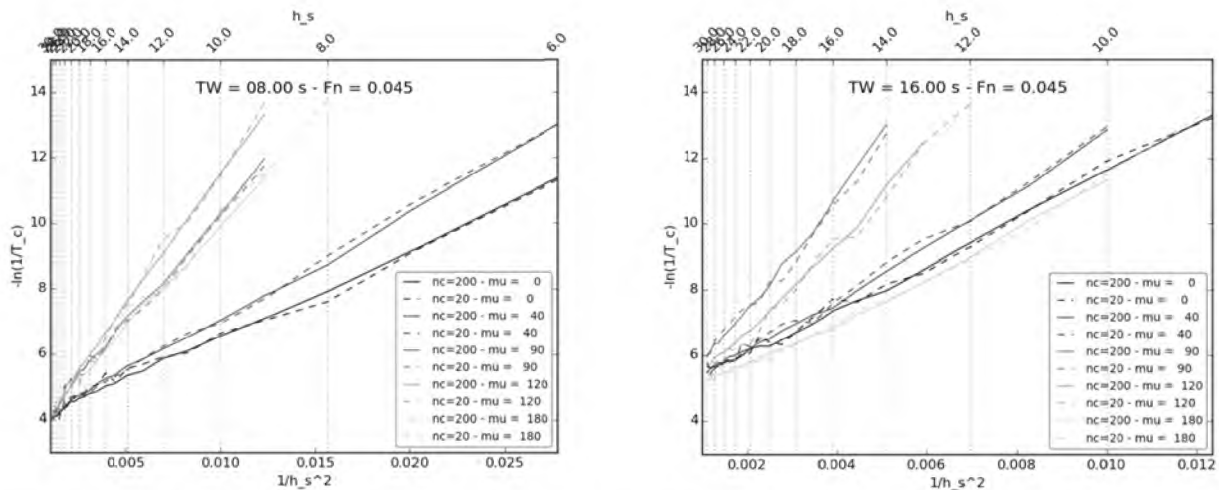 h_s
14.0
12.0
10.0
8.0
6.0
TW = 08.00 s - Fn = 0.045
-ln(1/T_c)
14
12
10
8
6
4
nc=200 - mu = 0
nc=20 - mu = 0
nc=200 - mu = 40
nc=20 - mu = 40
nc=200 - mu = 90
nc=20 - mu = 90
nc=200 - mu = 120
nc=20 - mu = 120
nc=200 - mu = 180
nc=20 - mu = 180
0.005
0.010
0.015
0.020
0.025
1/h_s^2
h_s
22.0
20.0
18.0
16.0
14.0
12.0
10.0
TW = 16.00 s - Fn = 0.045
-ln(1/T_c)
14
12
10
8
6
4
nc=200 - mu = 0
nc=20 - mu = 0
nc=200 - mu = 40
nc=20 - mu = 40
nc=200 - mu = 90
nc=20 - mu = 90
nc=200 - mu = 120
nc=20 - mu = 120
nc=200 - mu = 180
nc=20 - mu = 180
0.002
0.004
0.006
0.008
0.010
0.012
1/h_s^2